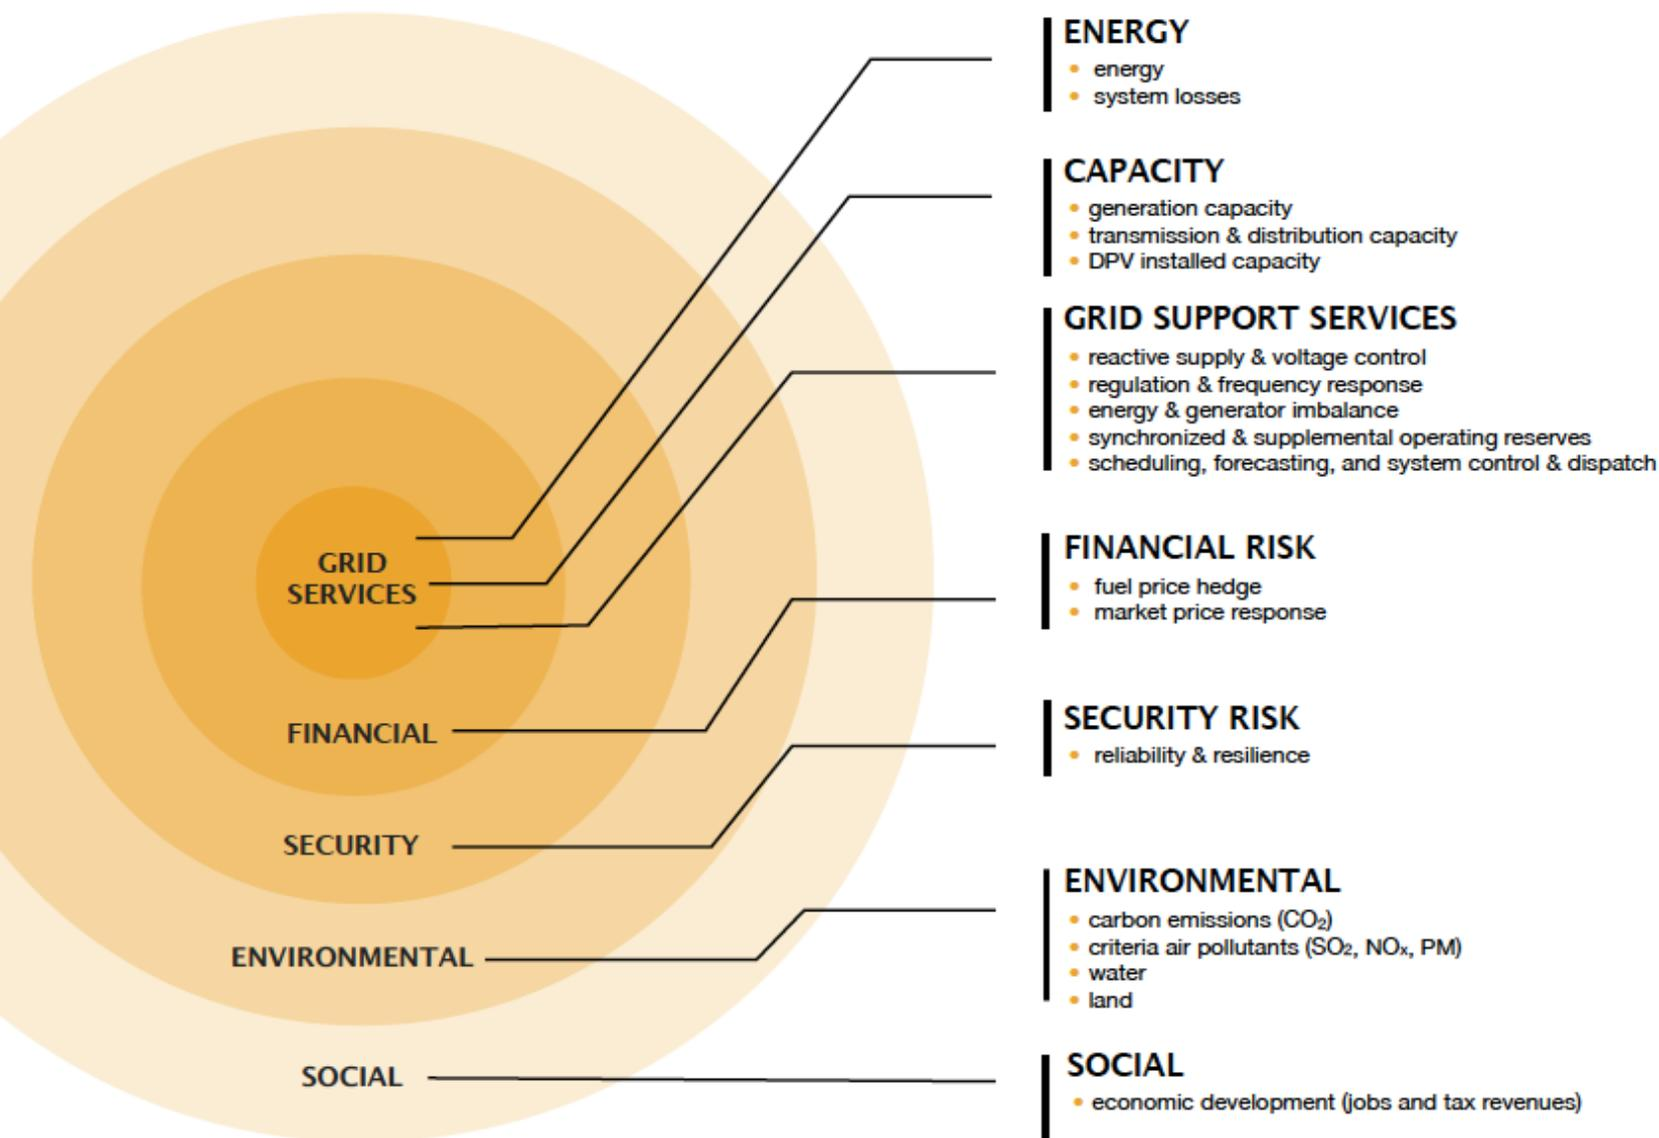 GRID
SERVICES
FINANCIAL
SECURITY
ENVIRONMENTAL
SOCIAL
ENERGY
• energy
• system losses
CAPACITY
• generation capacity
• transmission & distribution capacity
• DPV installed capacity
GRID SUPPORT SERVICES
• reactive supply & voltage control
• regulation & frequency response
• energy & generator imbalance
• synchronized & supplemental operating reserves
• scheduling, forecasting, and system control & dispatch
FINANCIAL RISK
• fuel price hedge
• market price response
SECURITY RISK
• reliability & resilience
ENVIRONMENTAL
• carbon emissions (CO₂)
• criteria air pollutants (SO₂, NOₓ, PM)
• water
• land
SOCIAL
• economic development (jobs and tax revenues)